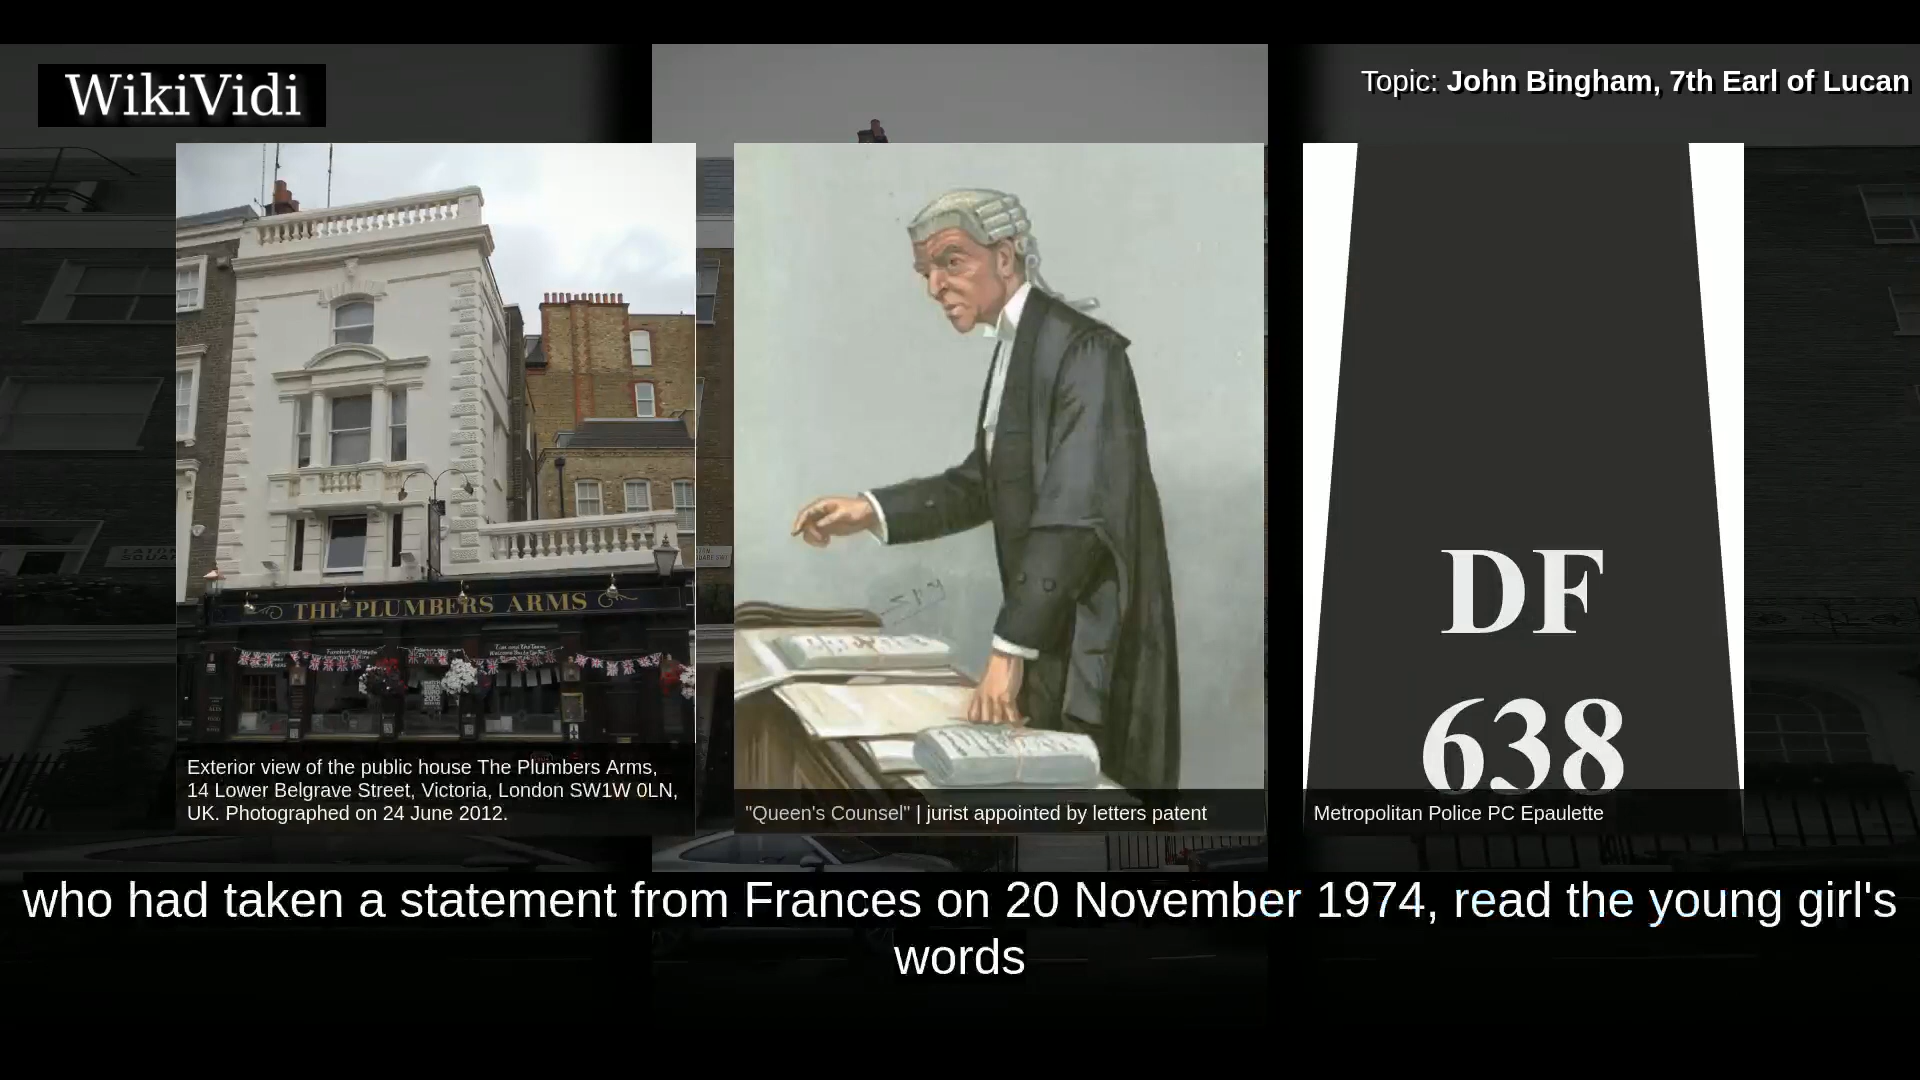 WikiVidi
Topic: John Bingham, 7th Earl of Lucan
THE PLUMBERS ARMS
Exterior view of the public house The Plumbers Arms,
14 Lower Belgrave Street, Victoria, London SW1W 0LN,
UK. Photographed on 24 June 2012.
Spy
"Queen's Counsel" | jurist appointed by letters patent
DF
638
Metropolitan Police PC Epaulette
who had taken a statement from Frances on 20 November 1974, read the young girl's
words